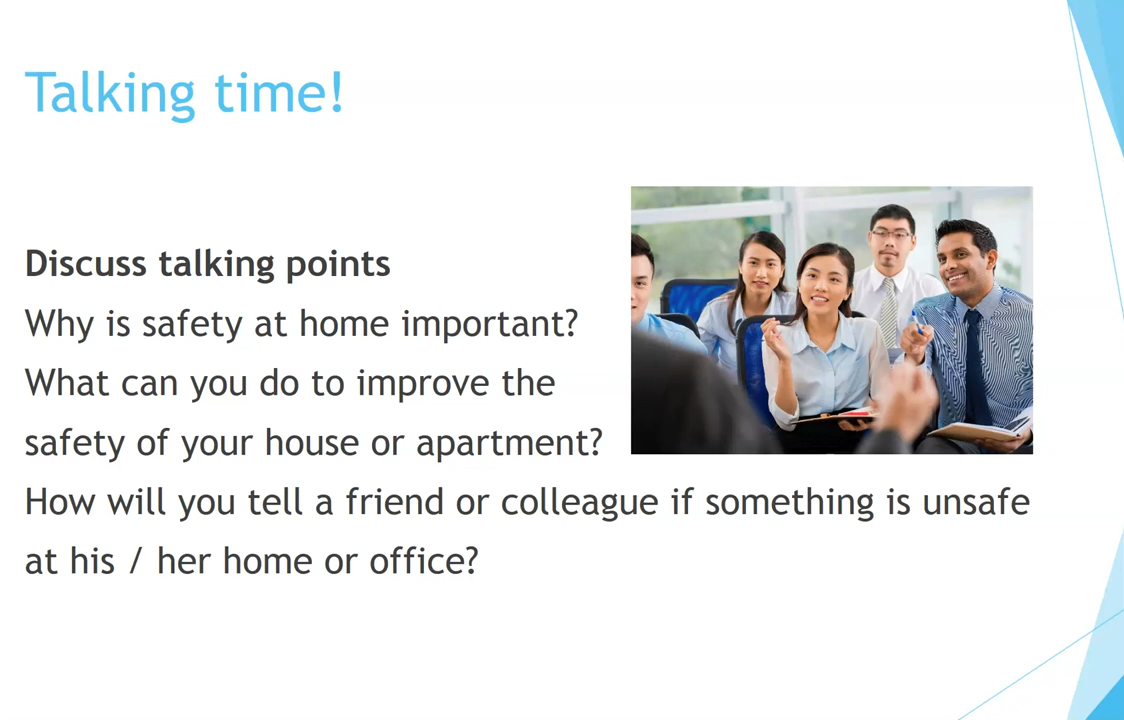 Talking time!
Discuss talking points
Why is safety at home important?
What can you do to improve the
safety of your house or apartment?
How will you tell a friend or colleague if something is unsafe
at his / her home or office?